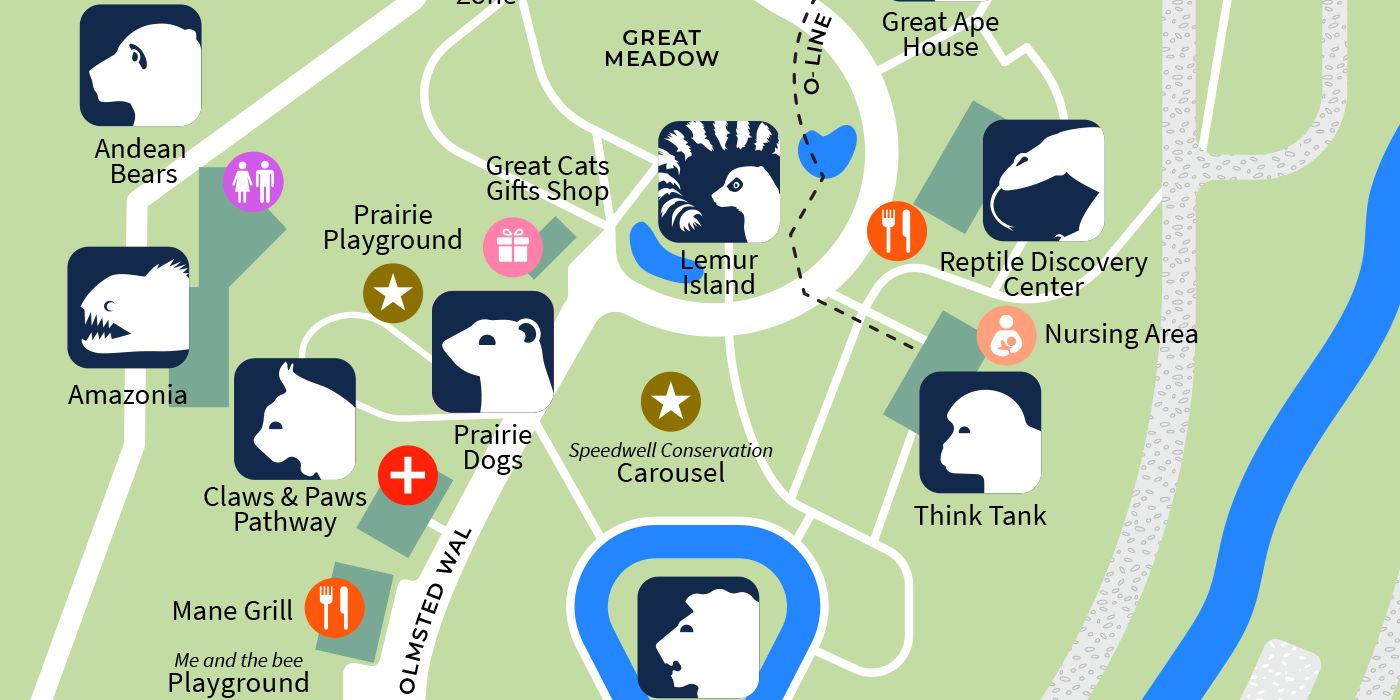 Zone
GREAT
MEADOW
O-LINE
Great Ape
House
Andean
Bears
Great Cats
Gifts Shop
Prairie
Playground
Lemur
Island
Reptile Discovery
Center
Nursing Area
Amazonia
Prairie
Dogs
Speedwell Conservation
Carousel
Claws & Paws
Pathway
Think Tank
OLMSTED WAL
Mane Grill
Me and the bee
Playground